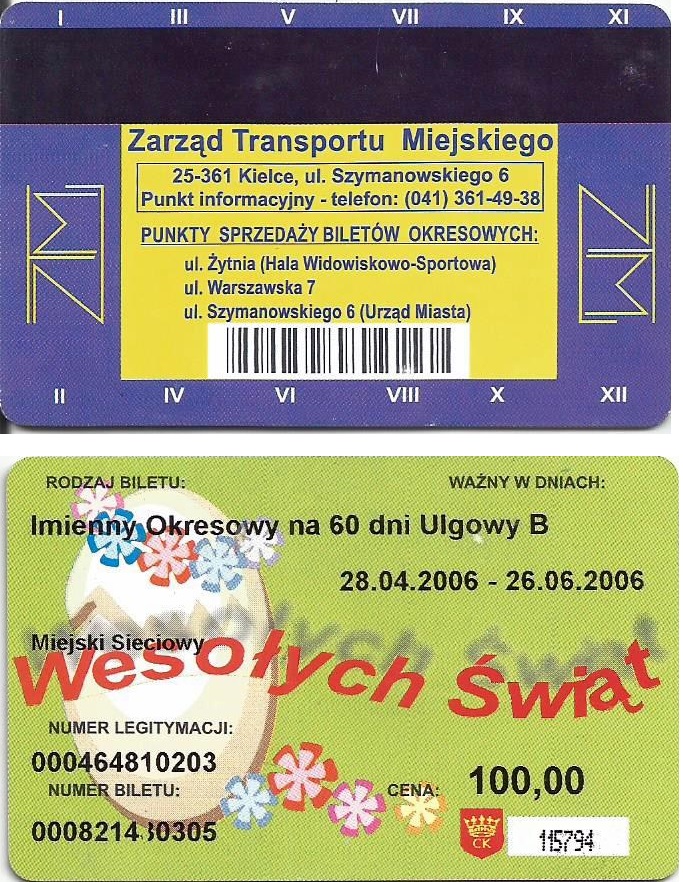 I III V VII IX XI
Zarząd Transportu Miejskiego
25-361 Kielce, ul. Szymanowskiego 6
Punkt informacyjny - telefon: (041) 361-49-38
PUNKTY SPRZEDAŻY BILETÓW OKRESOWYCH:
ul. Żytnia (Hala Widowiskowo-Sportowa)
ul. Warszawska 7
ul. Szymanowskiego 6 (Urząd Miasta)
ZTM ZTM
II IV VI VIII X XII
RODZAJ BILETU: WAŻNY W DNIACH:
Imienny Okresowy na 60 dni Ulgowy B
28.04.2006 - 26.06.2006
Miejski Sieciowy
Wesołych Świąt
NUMER LEGITYMACJI:
000464810203
NUMER BILETU: CENA: 100,00
CK 115794